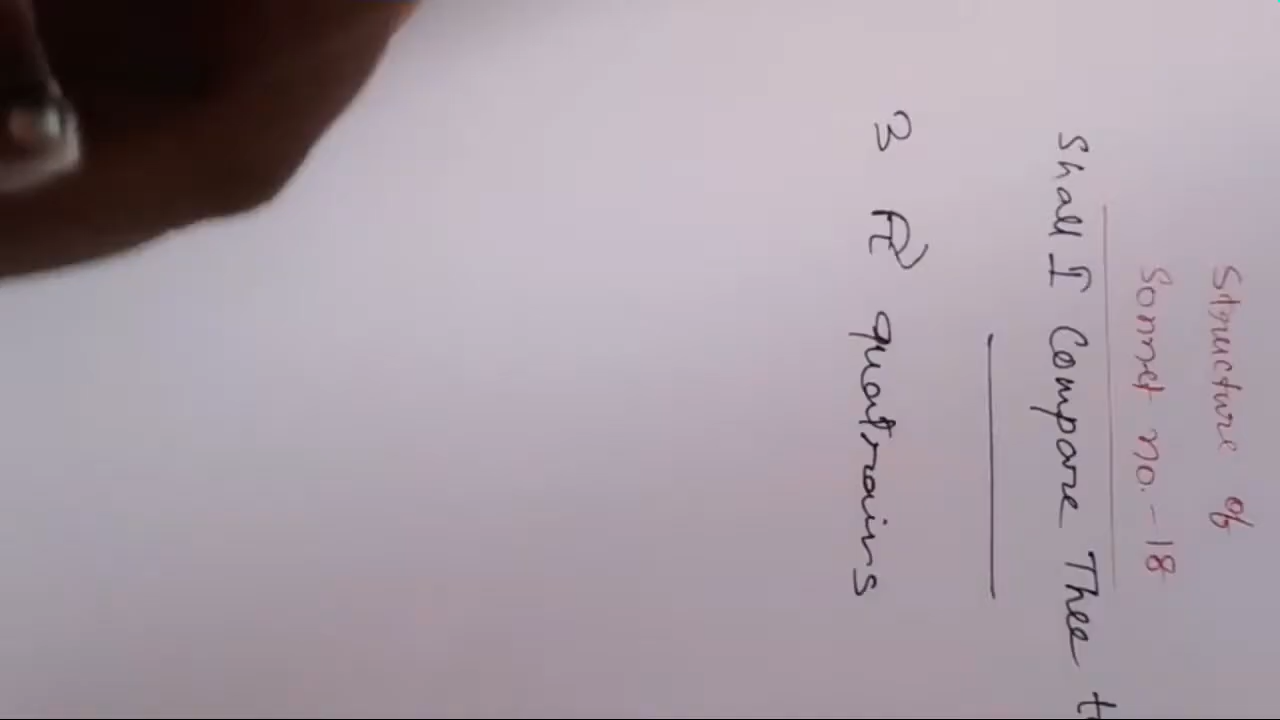 Structure of
Sonnet no. - 18
Shall I Compare Thee t
3 quatrains